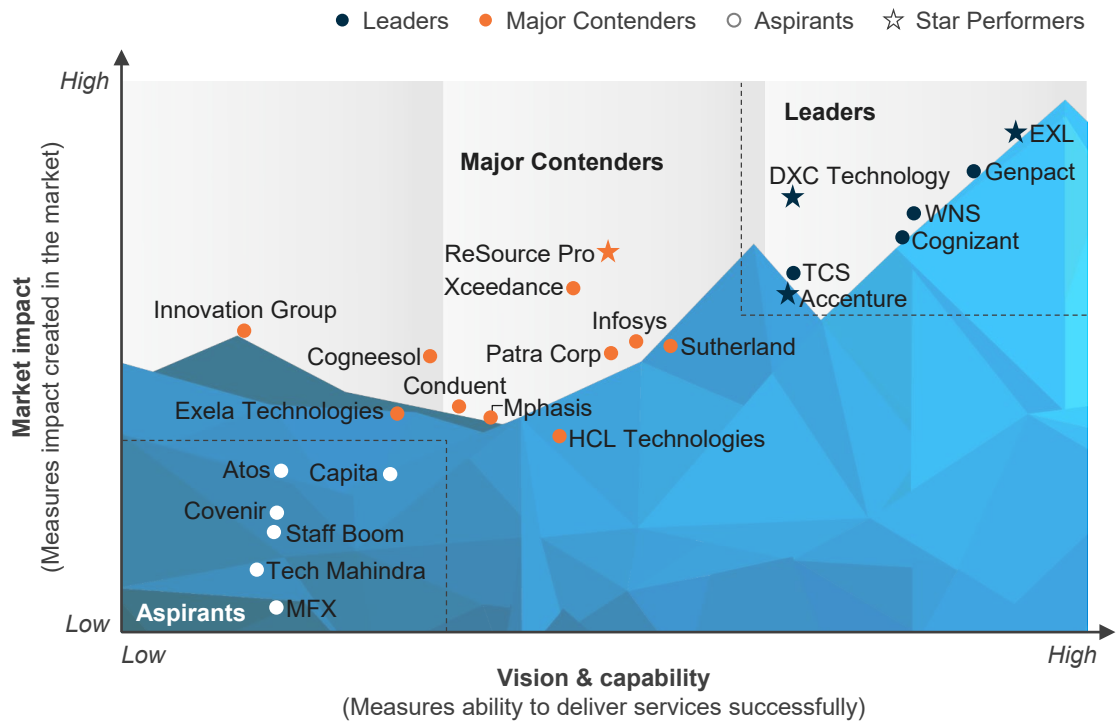 Leaders
Major Contenders
Aspirants
Star Performers
High
Leaders
EXL
Major Contenders
Genpact
DXC Technology
WNS
Cognizant
ReSource Pro
TCS
Xceedance
Accenture
Innovation Group
Infosys
Cogneesol
Patra Corp
Sutherland
Conduent
Exela Technologies
Mphasis
HCL Technologies
Atos
Capita
Covenir
Staff Boom
Tech Mahindra
Aspirants
MFX
Market impact
(Measures impact created in the market)
Low
Low
High
Vision & capability
(Measures ability to deliver services successfully)